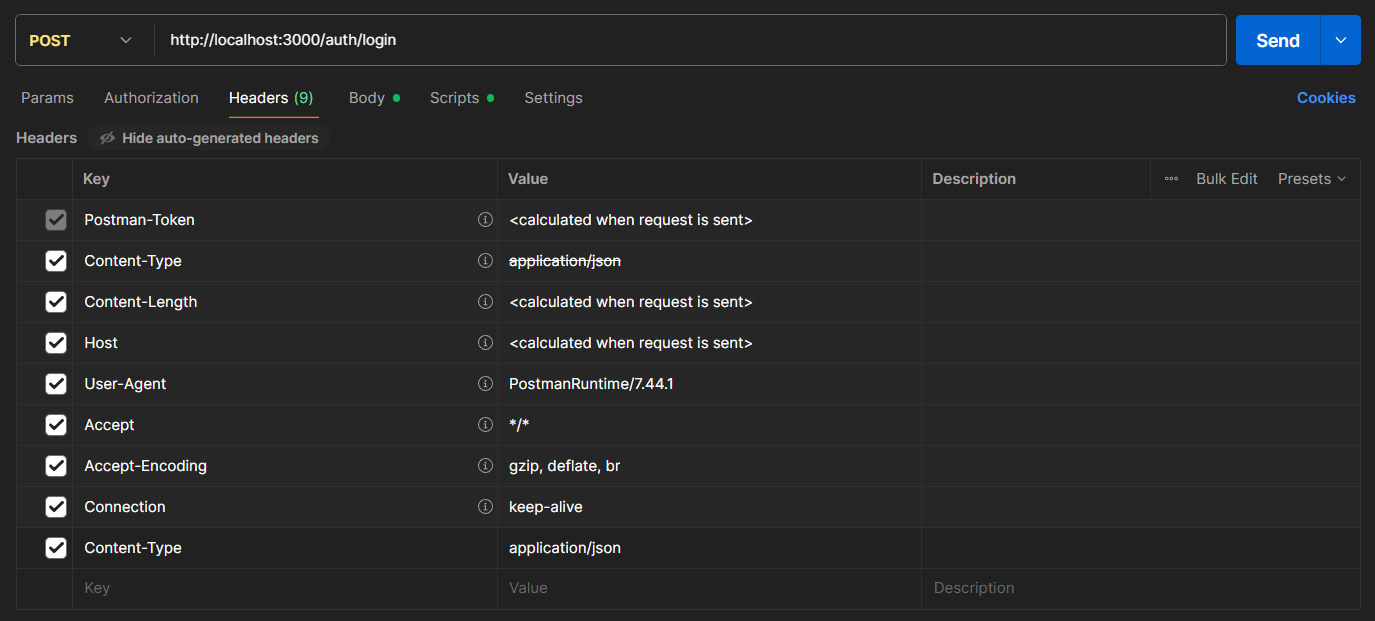 POST http://localhost:3000/auth/login Send
Params Authorization Headers (9) Body Scripts Settings Cookies
Headers Hide auto-generated headers
Key Value Description Bulk Edit Presets
Postman-Token <calculated when request is sent>
Content-Type application/json
Content-Length <calculated when request is sent>
Host <calculated when request is sent>
User-Agent PostmanRuntime/7.44.1
Accept */*
Accept-Encoding gzip, deflate, br
Connection keep-alive
Content-Type application/json
Key Value Description